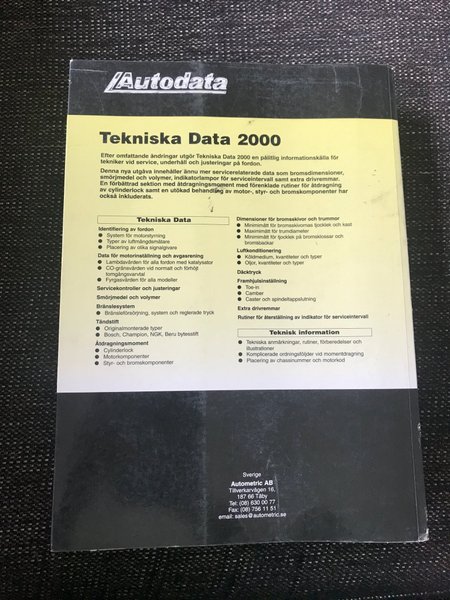 Autodata
Tekniska Data 2000
Efter omfattande ändringar utgör Tekniska Data 2000 en pålitlig informationskälla för
tekniker vid service, underhåll och justeringar på fordon.
Denna nya utgåva innehåller ännu mer servicerelaterade data som bromsdimensioner,
smörjmedel och volymer, indikatorlampor för serviceintervall samt extra drivremmar.
En förbättrad sektion med åtdragningsmoment med förenklade rutiner för åtdragning
av cylinderlock samt en utökad behandling av motor-, styr- och bromskomponenter har
också inkluderats.
Tekniska Data
Identifiering av fordon
● System för motorstyrning
● Typer av luftmängdsmätare
● Placering av olika signalgivare
Data för motorinställning och avgasrening
● Lambdavärden för alla fordon med katalysator
● CO-gränsvärden vid normalt och förhöjt
tomgångsvarvtal
● Fyrgasvärden för alla modeller
Servicekontroller och justeringar
Smörjmedel och volymer
Bränslesystem
● Bränsleförsörjning, system och reglerade tryck
Tändstift
● Originalmonterade typer
● Bosch, Champion, NGK, Beru bytesstift
Åtdragningsmoment
● Cylinderlock
● Motorkomponenter
● Styr- och bromskomponenter
Dimensioner för bromsskivor och trummor
● Minimimått för bromsskivornas tjocklek och kast
● Maximimått för trumdiameter
● Minimimått för tjocklek på bromsklossar och
bromsbackar
Luftkonditionering
● Köldmedium, kvantiteter och typer
● Oljor, kvantiteter och typer
Däcktryck
Framhjulsinställning
● Toe-in
● Camber
● Caster och spindeltappslutning
Extra drivremmar
Rutiner för återställning av indikator för serviceintervall
Teknisk information
● Tekniska anmärkningar, rutiner, förberedelser och
illustrationer
● Komplicerade ordningsföljder vid momentdragning
● Placering av chassinummer och motorkod
Sverige
Autometric AB
Tillverkarvägen 16,
187 66 Täby
Tel: (08) 630 00 77
Fax: (08) 756 11 51
email: sales@autometric.se